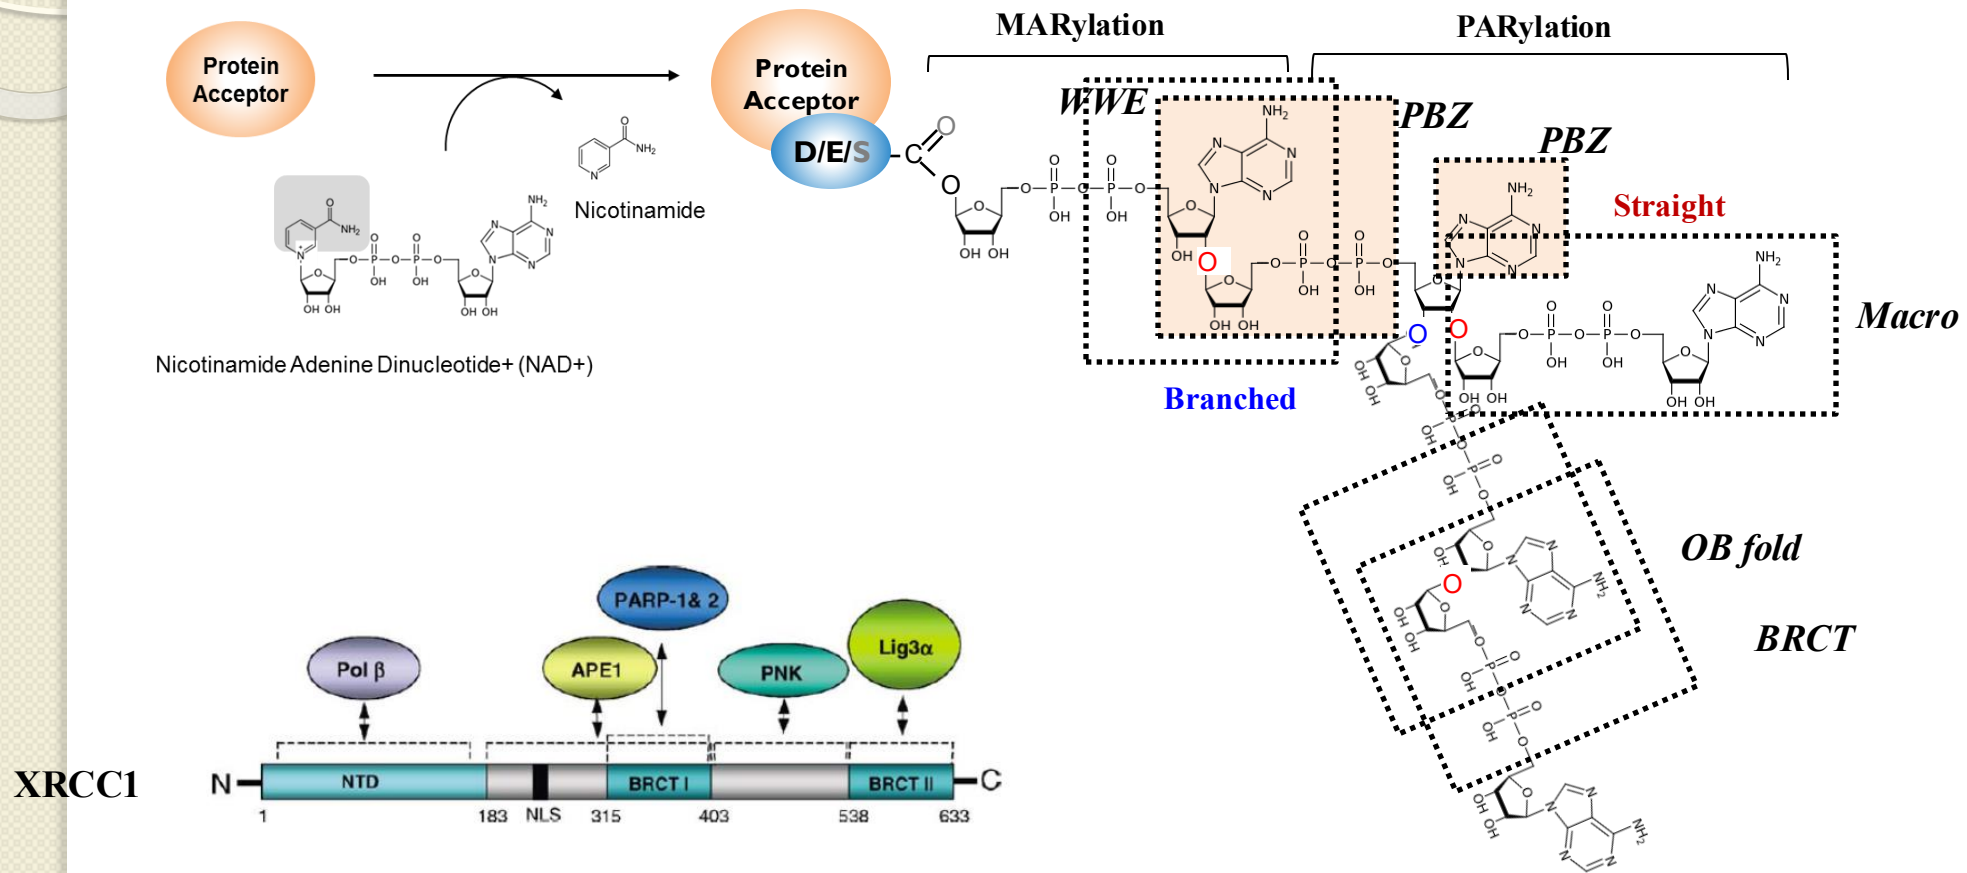 MARylation
PARylation
Protein
Acceptor
Protein
Acceptor
D/E/S
C
O
O
WWE
PBZ
PBZ
Straight
Macro
Branched
OB fold
BRCT
Nicotinamide
Nicotinamide Adenine Dinucleotide+ (NAD+)
PARP-1& 2
Pol β
APE1
PNK
Lig3α
XRCC1
N
NTD
BRCT I
BRCT II
C
1
183
NLS
315
403
538
633